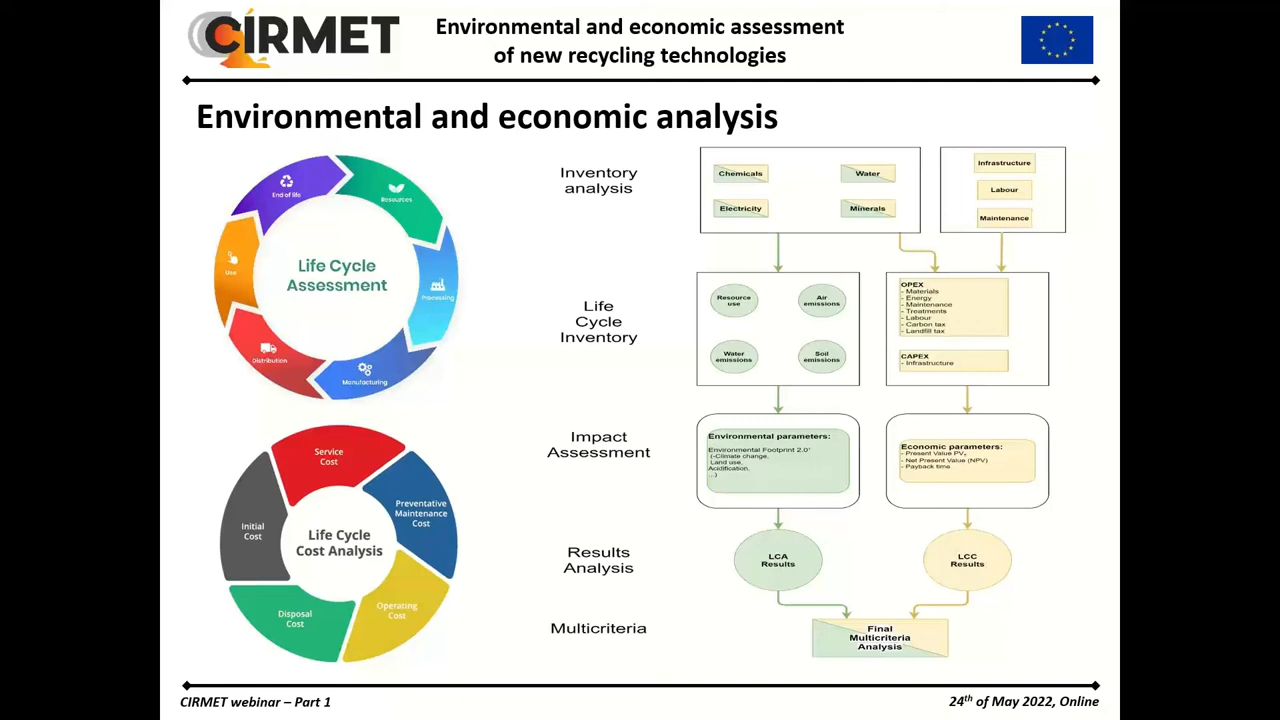 CIRMET
Environmental and economic assessment
of new recycling technologies
Environmental and economic analysis
End of life
Resources
Processing
Manufacturing
Distribution
Use
Life Cycle
Assessment
Service
Cost
Preventative
Maintenance
Cost
Operating
Cost
Disposal
Cost
Initial
Cost
Life Cycle
Cost Analysis
Inventory
analysis
Chemicals
Water
Electricity
Minerals
Infrastructure
Labour
Maintenance
Life
Cycle
Inventory
Resource
use
Air
emissions
Water
emissions
Soil
emissions
OPEX
- Materials
- Energy
- Maintenance
- Treatments
- Labour
- Carbon tax
- Landfill tax
CAPEX
- Infrastructure
Impact
Assessment
Environmental parameters:
Environmental Footprint 2.0"
(-Climate change,
Land use,
Acidification,
...)
Economic parameters:
- Present Value PV,
- Net Present Value (NPV)
- Payback time
Results
Analysis
LCA
Results
LCC
Results
Multicriteria
Final
Multicriteria
Analysis
CIRMET webinar – Part 1
24th of May 2022, Online